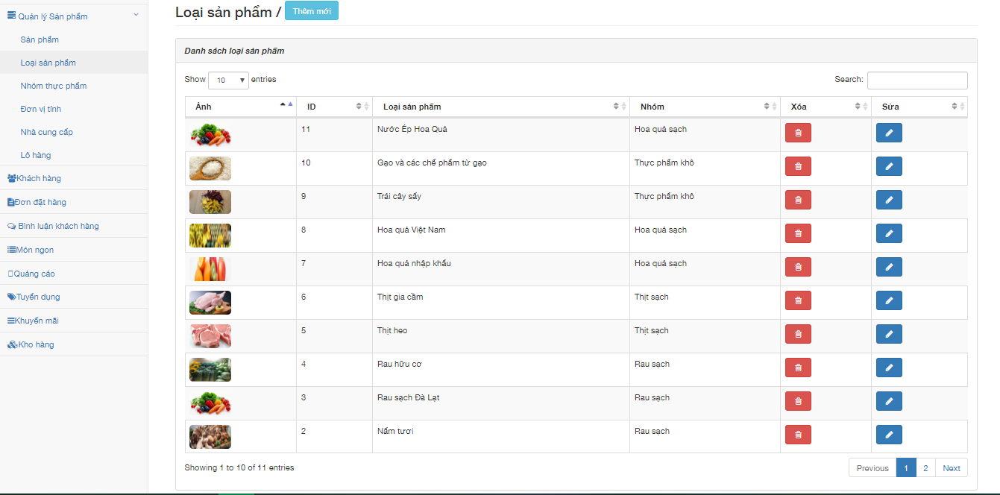 Quản lý Sản phẩm
Sản phẩm
Loại sản phẩm
Nhóm thực phẩm
Đơn vị tính
Nhà cung cấp
Lô hàng
Khách hàng
Đơn đặt hàng
Bình luận khách hàng
Món ngon
Quảng cáo
Tuyển dụng
Khuyến mãi
Kho hàng
Loại sản phẩm / Thêm mới
Danh sách loại sản phẩm
Show 10 entries Search:
Ảnh ID Loại sản phẩm Nhóm Xóa Sửa
11 Nước Ép Hoa Quả Hoa quả sạch
10 Gạo và các chế phẩm từ gạo Thực phẩm khô
9 Trái cây sấy Thực phẩm khô
8 Hoa quả Việt Nam Hoa quả sạch
7 Hoa quả nhập khẩu Hoa quả sạch
6 Thịt gia cầm Thịt sạch
5 Thịt heo Thịt sạch
4 Rau hữu cơ Rau sạch
3 Rau sạch Đà Lạt Rau sạch
2 Nấm tươi Rau sạch
Showing 1 to 10 of 11 entries Previous 1 2 Next